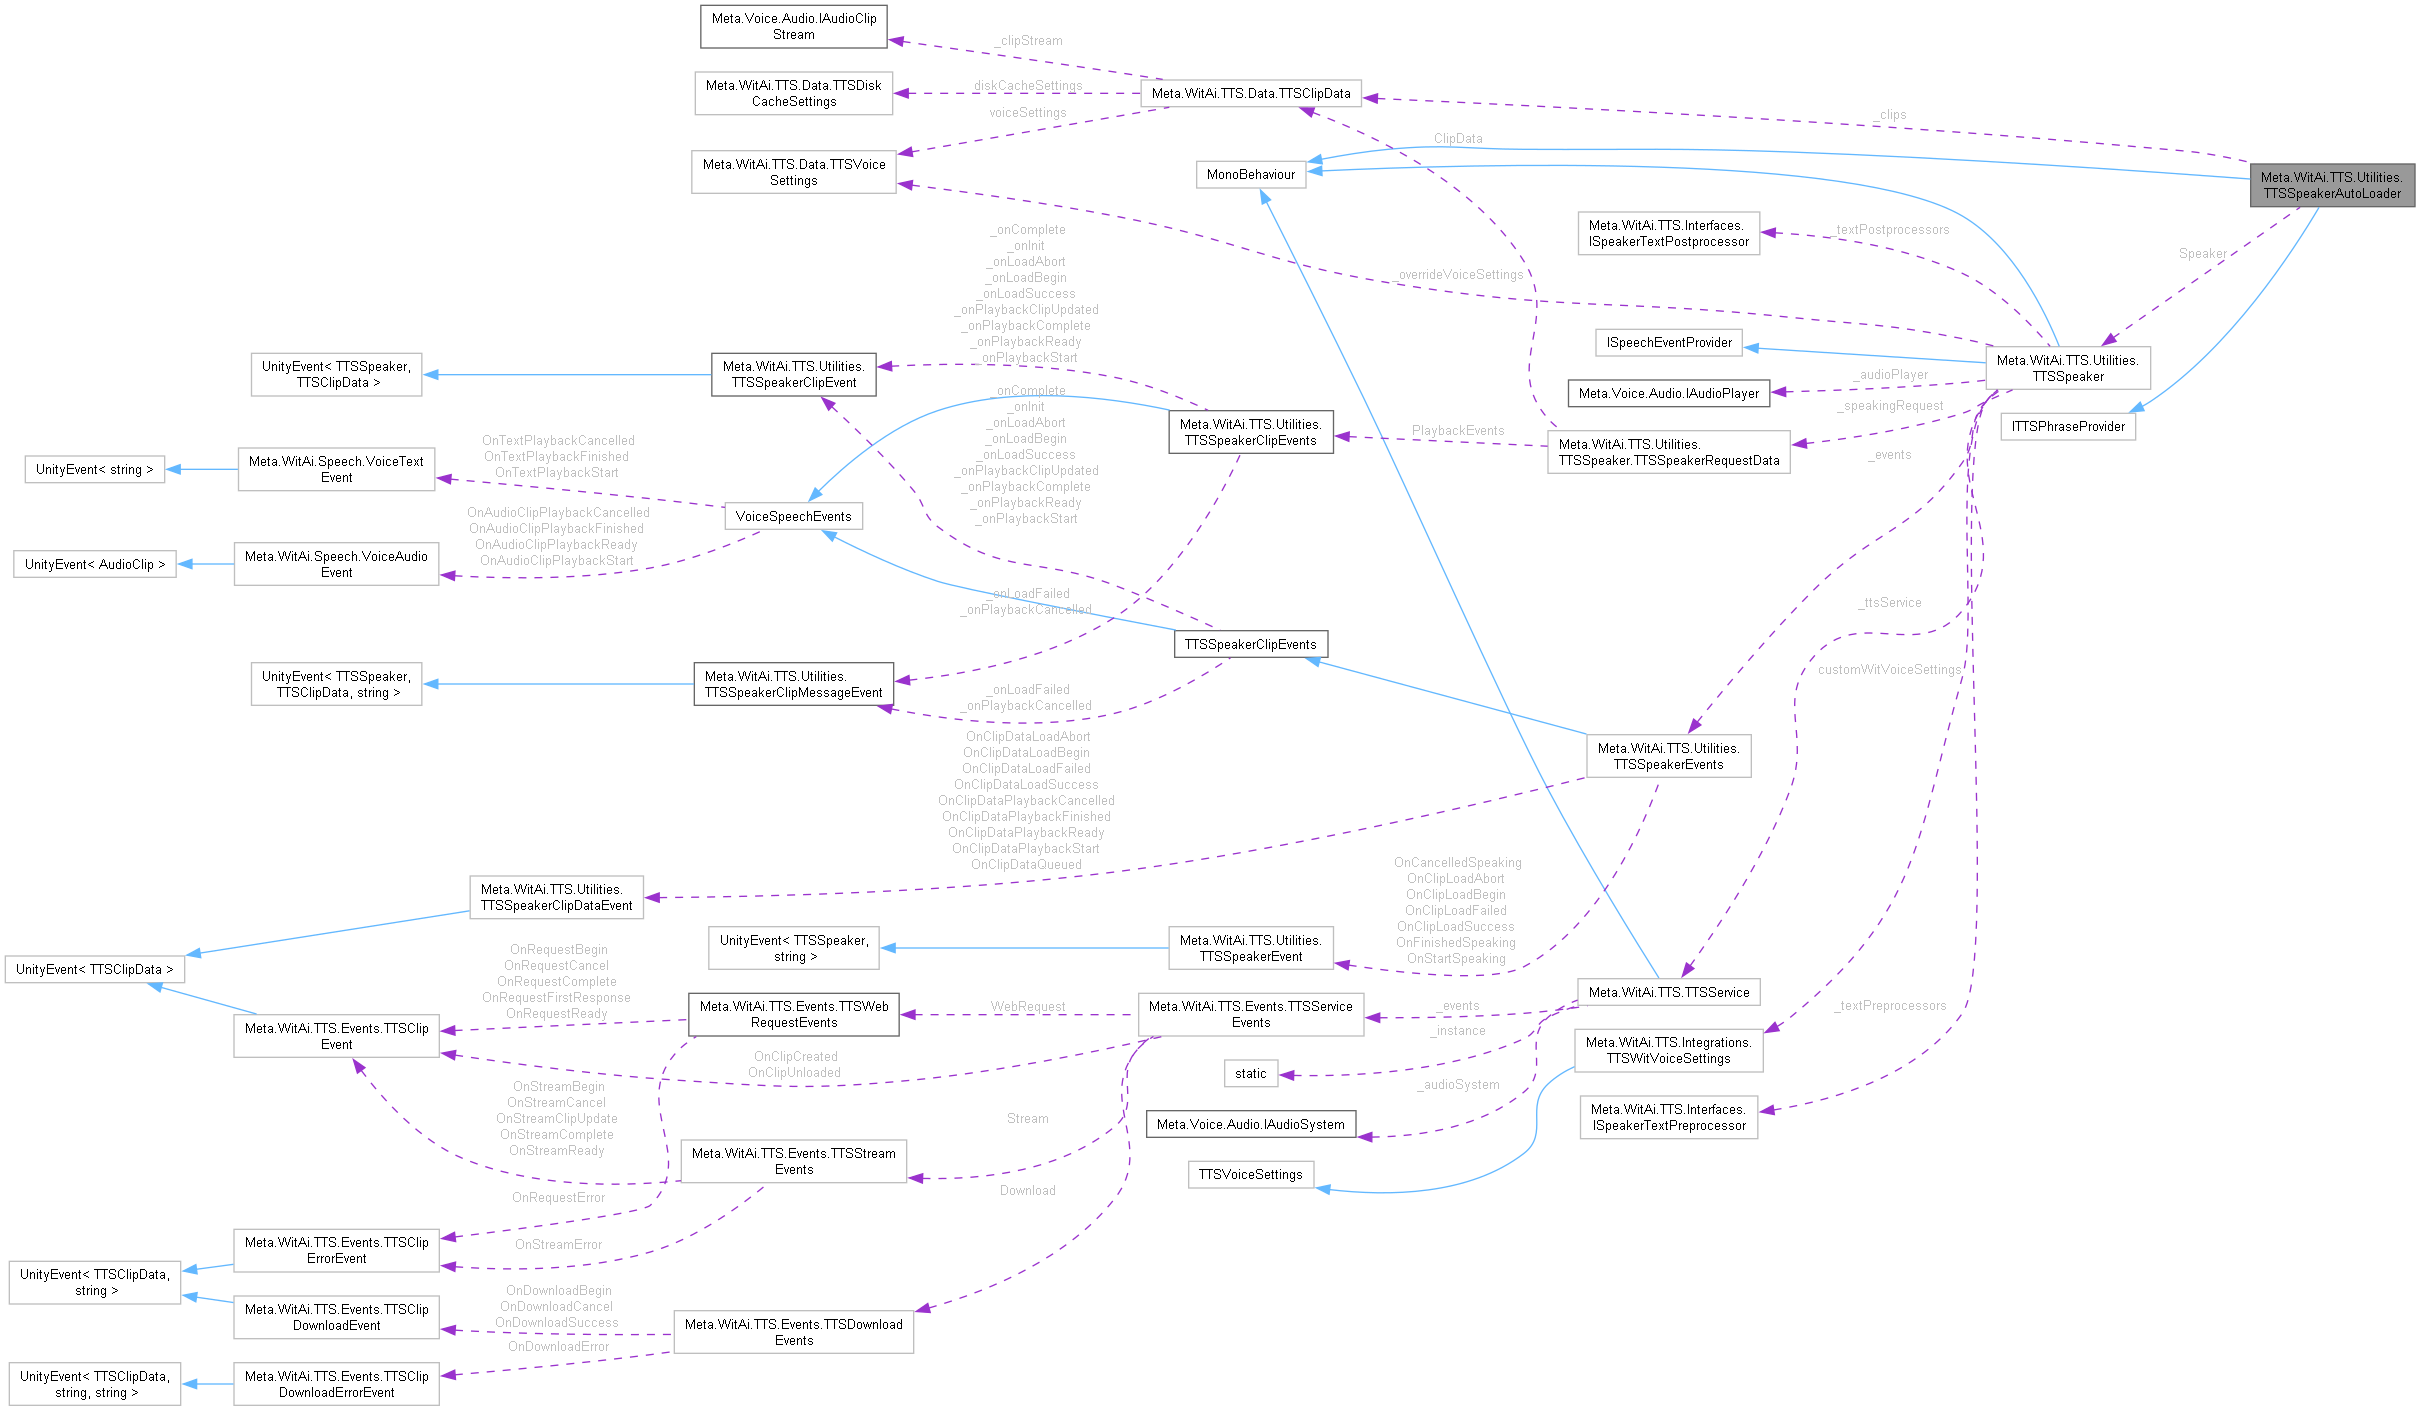 Meta.Voice.Audio.IAudioClip
Stream
_clipStream
Meta.WitAi.TTS.Data.TTSDisk
CacheSettings
diskCacheSettings
Meta.WitAi.TTS.Data.TTSClipData
voiceSettings
_clips
ClipData
Meta.WitAi.TTS.Data.TTSVoice
Settings
MonoBehaviour
Meta.WitAi.TTS.Utilities.
TTSSpeakerAutoLoader
Meta.WitAi.TTS.Interfaces.
ISpeakerTextPostprocessor
_textPostprocessors
Speaker
_overrideVoiceSettings
_onComplete
_onInit
_onLoadAbort
_onLoadBegin
_onLoadSuccess
_onPlaybackClipUpdated
_onPlaybackComplete
_onPlaybackReady
_onPlaybackStart
ISpeechEventProvider
Meta.WitAi.TTS.Utilities.
TTSSpeaker
UnityEvent< TTSSpeaker,
TTSClipData >
Meta.WitAi.TTS.Utilities.
TTSSpeakerClipEvent
_audioPlayer
Meta.Voice.Audio.IAudioPlayer
_speakingRequest
ITTSPhraseProvider
_onComplete
_onInit
_onLoadAbort
_onLoadBegin
_onLoadSuccess
_onPlaybackClipUpdated
_onPlaybackComplete
_onPlaybackReady
_onPlaybackStart
Meta.WitAi.TTS.Utilities.
TTSSpeakerClipEvents
PlaybackEvents
Meta.WitAi.TTS.Utilities.
TTSSpeaker.TTSSpeakerRequestData
_events
UnityEvent< string >
Meta.WitAi.Speech.VoiceText
Event
OnTextPlaybackCancelled
OnTextPlaybackFinished
OnTextPlaybackStart
VoiceSpeechEvents
OnAudioClipPlaybackCancelled
OnAudioClipPlaybackFinished
OnAudioClipPlaybackReady
OnAudioClipPlaybackStart
UnityEvent< AudioClip >
Meta.WitAi.Speech.VoiceAudio
Event
_onLoadFailed
_onPlaybackCancelled
_ttsService
TTSSpeakerClipEvents
UnityEvent< TTSSpeaker,
TTSClipData, string >
Meta.WitAi.TTS.Utilities.
TTSSpeakerClipMessageEvent
_onLoadFailed
_onPlaybackCancelled
customWitVoiceSettings
OnClipDataLoadAbort
OnClipDataLoadBegin
OnClipDataLoadFailed
OnClipDataLoadSuccess
OnClipDataPlaybackCancelled
OnClipDataPlaybackFinished
OnClipDataPlaybackReady
OnClipDataPlaybackStart
OnClipDataQueued
Meta.WitAi.TTS.Utilities.
TTSSpeakerEvents
Meta.WitAi.TTS.Utilities.
TTSSpeakerClipDataEvent
OnCancelledSpeaking
OnClipLoadAbort
OnClipLoadBegin
OnClipLoadFailed
OnClipLoadSuccess
OnFinishedSpeaking
OnStartSpeaking
UnityEvent< TTSSpeaker,
string >
Meta.WitAi.TTS.Utilities.
TTSSpeakerEvent
UnityEvent< TTSClipData >
OnRequestBegin
OnRequestCancel
OnRequestComplete
OnRequestFirstResponse
OnRequestReady
Meta.WitAi.TTS.TTSService
Meta.WitAi.TTS.Events.TTSWeb
RequestEvents
WebRequest
Meta.WitAi.TTS.Events.TTSService
Events
_events
_instance
_textPreprocessors
Meta.WitAi.TTS.Events.TTSClip
Event
Meta.WitAi.TTS.Integrations.
TTSWitVoiceSettings
OnClipCreated
OnClipUnloaded
static
_audioSystem
OnStreamBegin
OnStreamCancel
OnStreamClipUpdate
OnStreamComplete
OnStreamReady
Stream
Meta.Voice.Audio.IAudioSystem
Meta.WitAi.TTS.Interfaces.
ISpeakerTextPreprocessor
Meta.WitAi.TTS.Events.TTSStream
Events
TTSVoiceSettings
Download
OnRequestError
Meta.WitAi.TTS.Events.TTSClip
ErrorEvent
OnStreamError
UnityEvent< TTSClipData,
string >
Meta.WitAi.TTS.Events.TTSClip
DownloadEvent
OnDownloadBegin
OnDownloadCancel
OnDownloadSuccess
OnDownloadError
Meta.WitAi.TTS.Events.TTSDownload
Events
UnityEvent< TTSClipData,
string, string >
Meta.WitAi.TTS.Events.TTSClip
DownloadErrorEvent